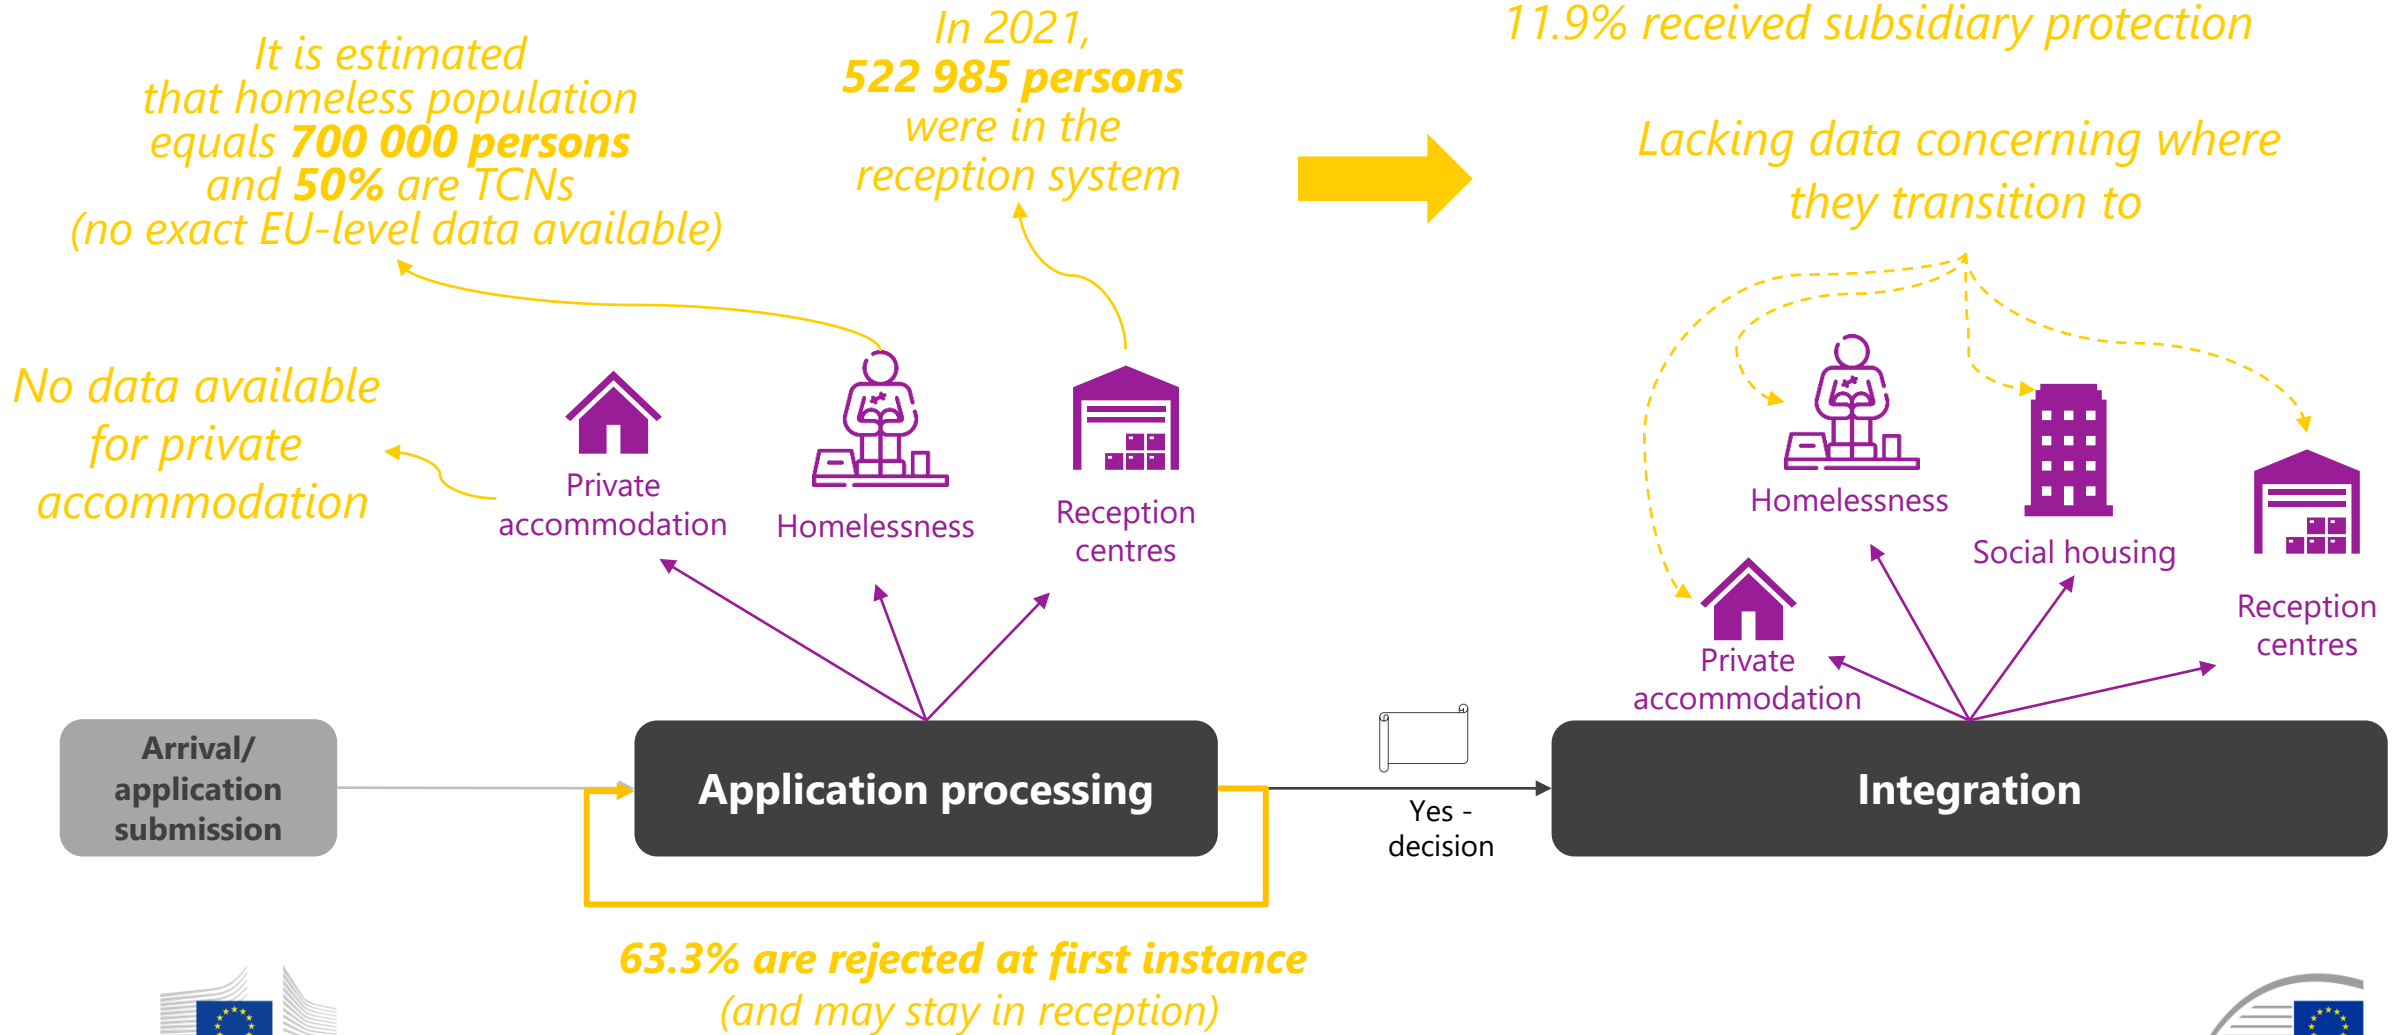 It is estimated
that homeless population
equals 700 000 persons
and 50% are TCNs
(no exact EU-level data available)
In 2021,
522 985 persons
were in the
reception system
11.9% received subsidiary protection
Lacking data concerning where
they transition to
No data available
for private
accommodation
Private
accommodation
Homelessness
Reception
centres
Homelessness
Social housing
Reception
centres
Private
accommodation
Arrival/
application
submission
Application processing
Yes -
decision
Integration
63.3% are rejected at first instance
(and may stay in reception)